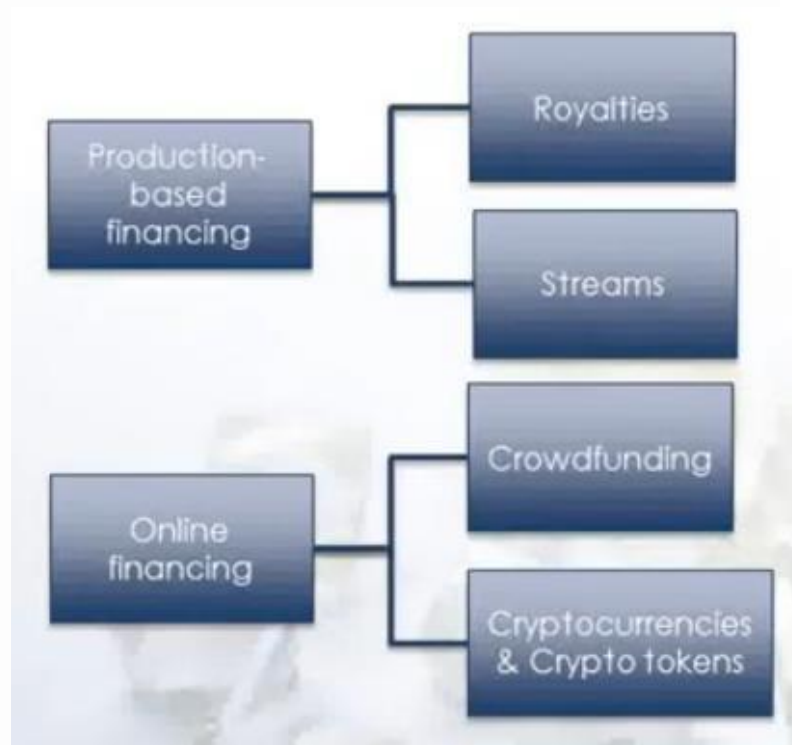 Production-
based
financing
Royalties
Streams
Online
financing
Crowdfunding
Cryptocurrencies
& Crypto tokens